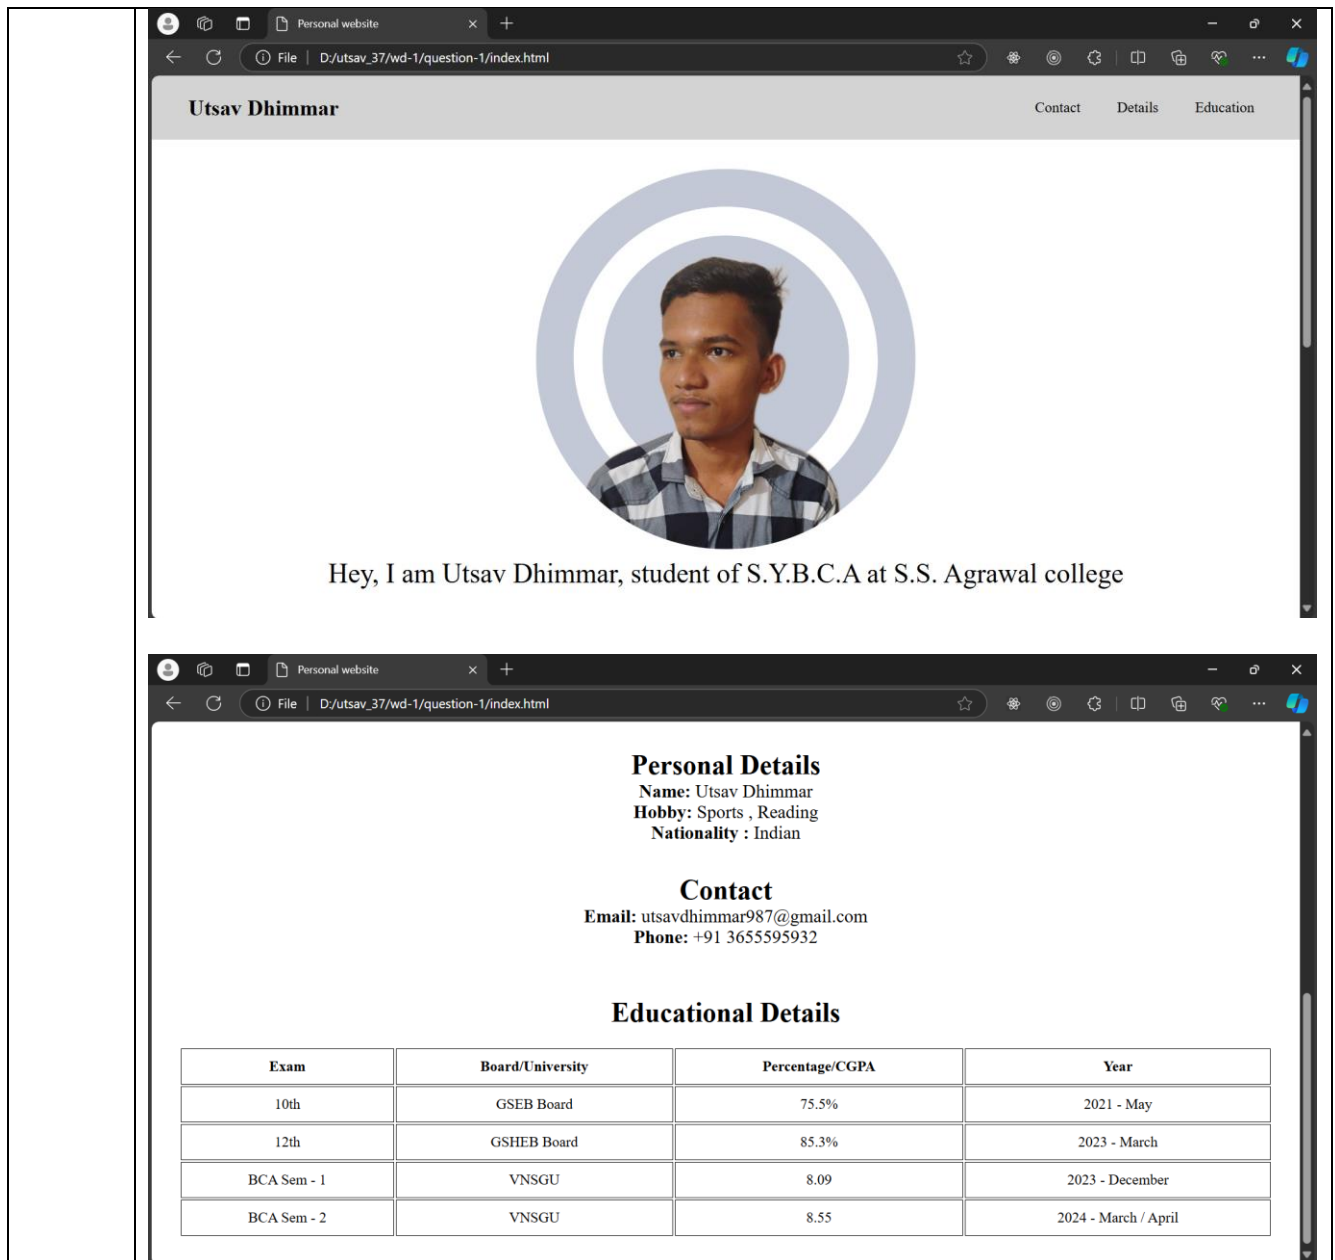 Personal website
File | D:/utsav_37/wd-1/question-1/index.html
Utsav Dhimmar Contact Details Education
Hey, I am Utsav Dhimmar, student of S.Y.B.C.A at S.S. Agrawal college
Personal website
File | D:/utsav_37/wd-1/question-1/index.html
Personal Details
Name: Utsav Dhimmar
Hobby: Sports , Reading
Nationality : Indian
Contact
Email: utsavdhimmar987@gmail.com
Phone: +91 3655595932
Educational Details
Exam Board/University Percentage/CGPA Year
10th GSEB Board 75.5% 2021 - May
12th GSHEB Board 85.3% 2023 - March
BCA Sem - 1 VNSGU 8.09 2023 - December
BCA Sem - 2 VNSGU 8.55 2024 - March / April